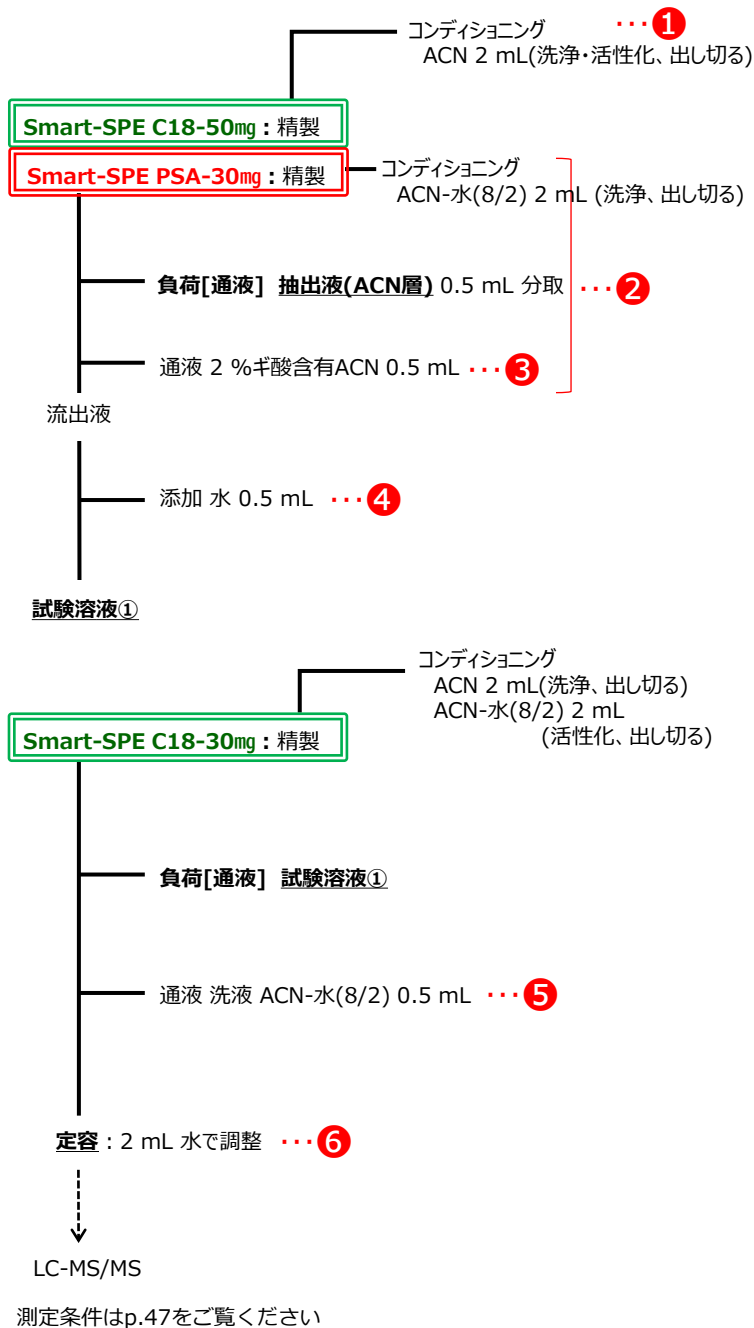 コンディショニング ･･･❶
ACN 2 mL(洗浄・活性化、出し切る)
Smart-SPE C18-50㎎：精製
Smart-SPE PSA-30㎎：精製
コンディショニング
ACN-水(8/2) 2 mL (洗浄、出し切る)
負荷[通液] 抽出液(ACN層) 0.5 mL 分取 ･･･❷
通液 2 %ギ酸含有ACN 0.5 mL ･･･❸
流出液
添加 水 0.5 mL ･･･❹
試験溶液①
コンディショニング
ACN 2 mL(洗浄、出し切る)
ACN-水(8/2) 2 mL
(活性化、出し切る)
Smart-SPE C18-30㎎：精製
負荷[通液] 試験溶液①
通液 洗液 ACN-水(8/2) 0.5 mL ･･･❺
定容：2 mL 水で調整 ･･･❻
LC-MS/MS
測定条件はp.47をご覧ください